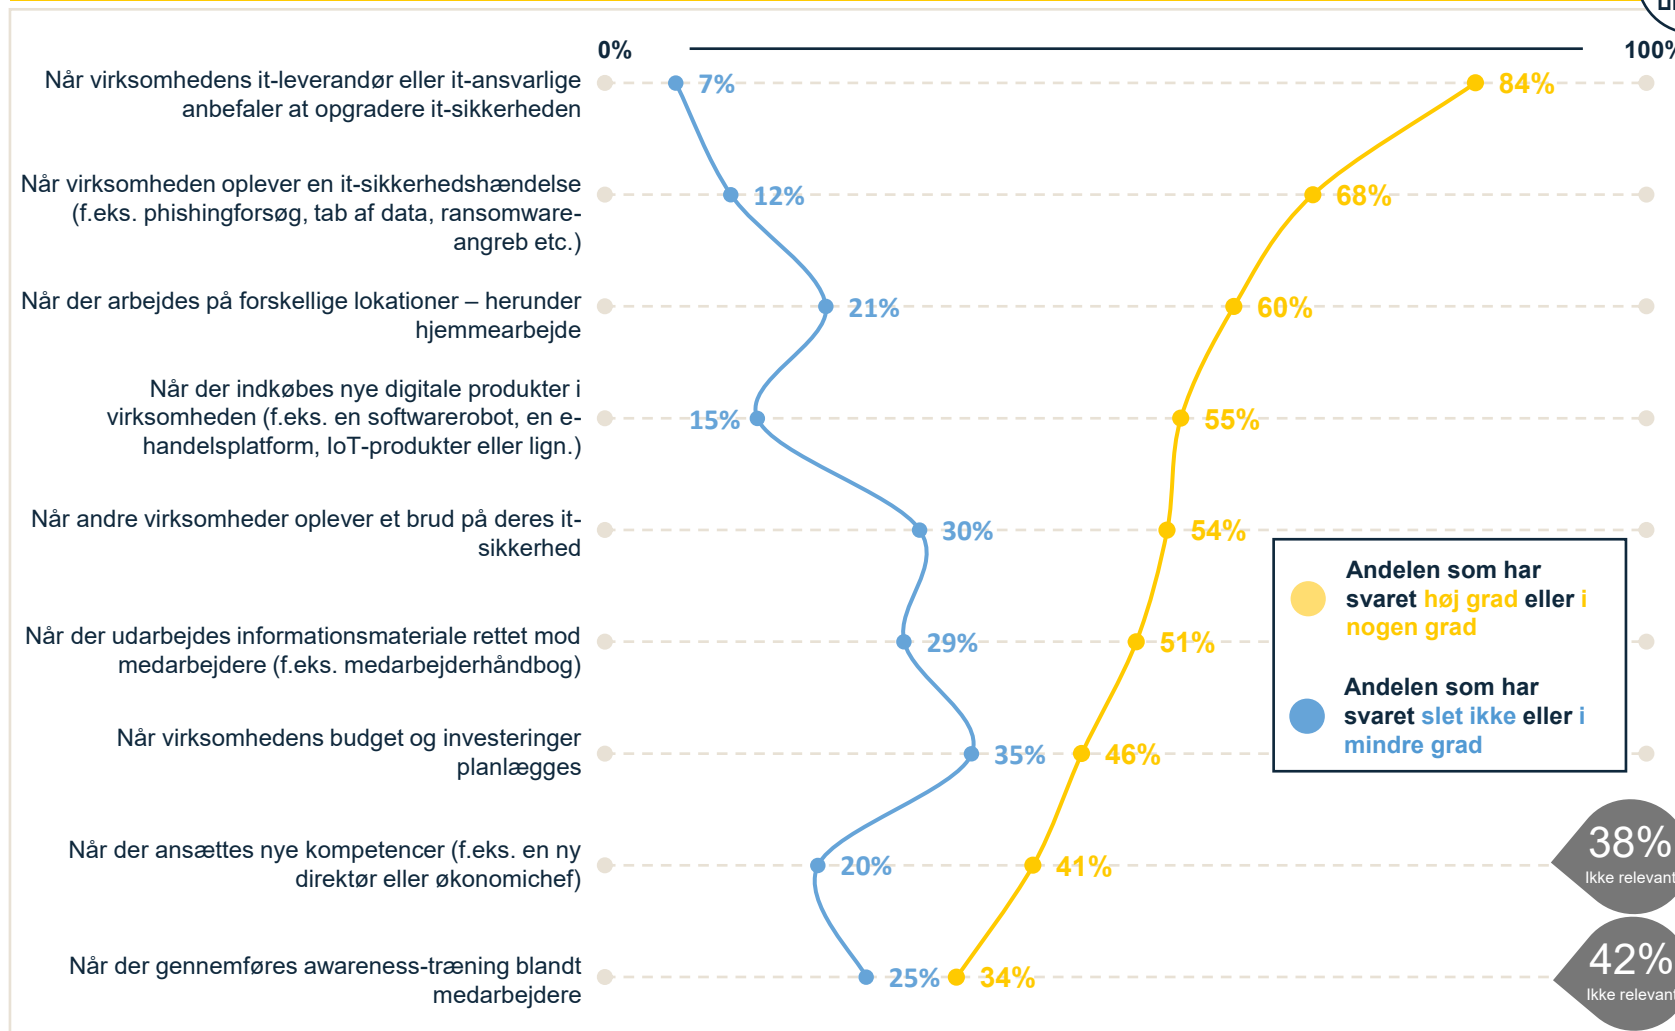 0%
100%
Når virksomhedens it-leverandør eller it-ansvarlige
anbefaler at opgradere it-sikkerheden
7%
84%
Når virksomheden oplever en it-sikkerhedshændelse
(f.eks. phishingforsøg, tab af data, ransomware-
angreb etc.)
12%
68%
Når der arbejdes på forskellige lokationer – herunder
hjemmearbejde
21%
60%
Når der indkøbes nye digitale produkter i
virksomheden (f.eks. en softwarerobot, en e-
handelsplatform, IoT-produkter eller lign.)
15%
55%
Når andre virksomheder oplever et brud på deres it-
sikkerhed
30%
54%
Når der udarbejdes informationsmateriale rettet mod
medarbejdere (f.eks. medarbejderhåndbog)
29%
51%
Når virksomhedens budget og investeringer
planlægges
35%
46%
Når der ansættes nye kompetencer (f.eks. en ny
direktør eller økonomichef)
20%
41%
38%
Ikke relevant
Når der gennemføres awareness-træning blandt
medarbejdere
25%
34%
42%
Ikke relevant
Andelen som har
svaret høj grad eller i
nogen grad
Andelen som har
svaret slet ikke eller i
mindre grad